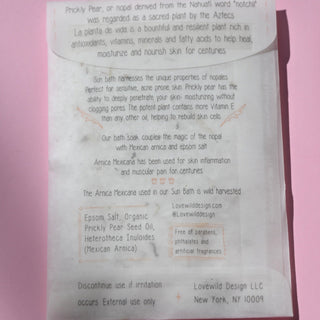 Prickly Pear, or nopal derived from the Nahuatl word "notchli"
was regarded as a sacred plant by the Aztecs
La planta de vida is a bountiful and resilient plant rich in
antioxidants, vitamins, minerals and fatty acids to help heal,
moisturize and nourish skin for centuries
Sun bath harnesses the unique properties of nopales
Perfect for sensitive, acne prone skin. Prickly pear has the
ability to deeply penetrate your skin- moisturizing without
clogging pores. The potent plant contains more Vitamin E
than any other oil, helping to rebuild skin cells.
Our bath soak couples the magic of the nopal
with Mexican arnica and epsom salt
Arnica Mexicana has been used for skin inflammation
and muscular pain for centuries
The Arnica Mexicana used in our Sun Bath is wild harvested
Epsom Salt, Organic
Prickly Pear Seed Oil,
Heterotheca Inuloides
(Mexican Arnica)
Lovewilddesign.com
@Lovewilddesign
Free of parabens,
phthalates and
artificial fragrances
Discontinue use if irritation
occurs. External use only
Lovewild Design LLC
New York, NY 10009